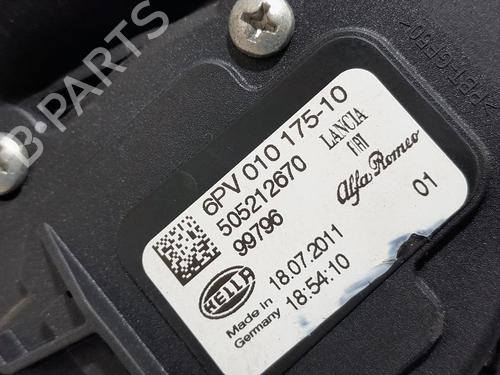 6PV 010 175-10
505212670
99796
LANCIA
FIAT
Alfa Romeo
HELLA
Made in
Germany
18.07.2011
18:54:10
01
B-PARTS